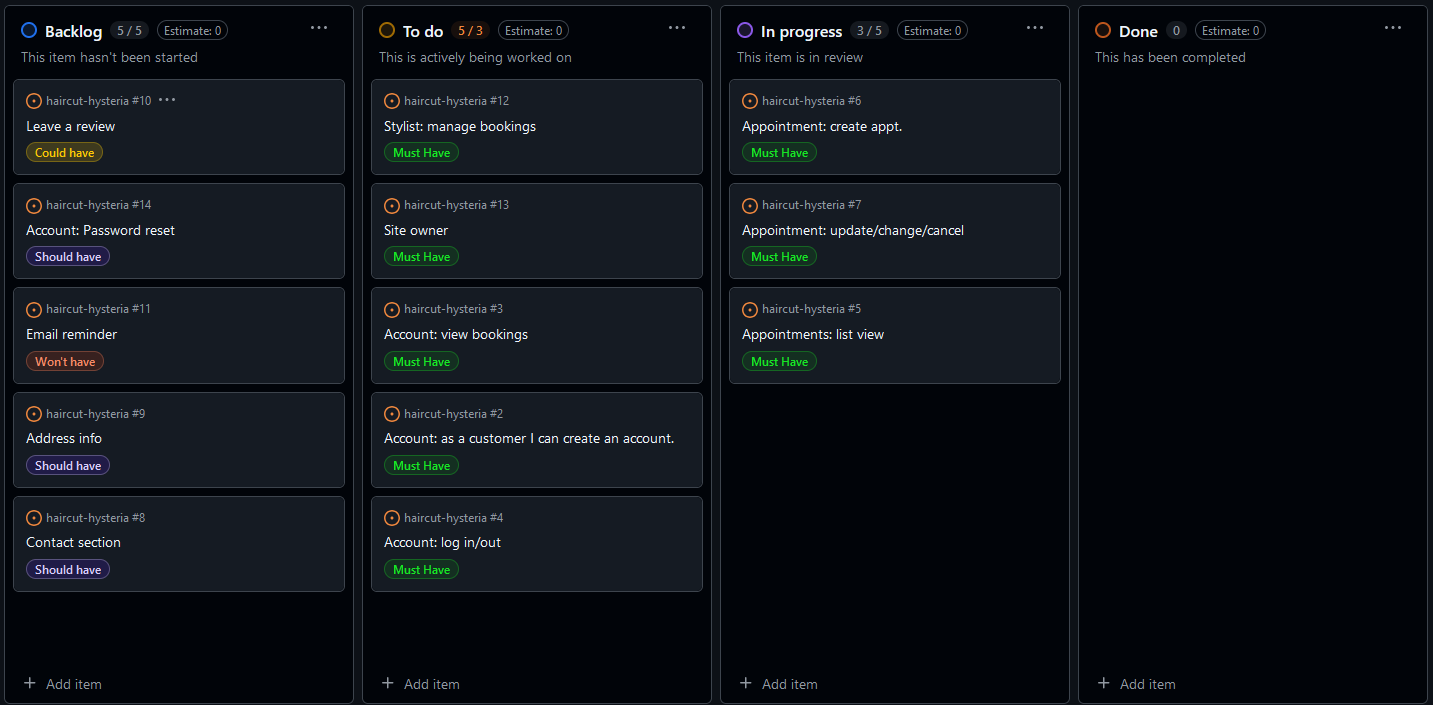 Backlog 5 / 5 Estimate: 0
This item hasn't been started
haircut-hysteria #10
Leave a review
Could have
haircut-hysteria #14
Account: Password reset
Should have
haircut-hysteria #11
Email reminder
Won't have
haircut-hysteria #9
Address info
Should have
haircut-hysteria #8
Contact section
Should have
+ Add item
To do 5 / 3 Estimate: 0
This is actively being worked on
haircut-hysteria #12
Stylist: manage bookings
Must Have
haircut-hysteria #13
Site owner
Must Have
haircut-hysteria #3
Account: view bookings
Must Have
haircut-hysteria #2
Account: as a customer I can create an account.
Must Have
haircut-hysteria #4
Account: log in/out
Must Have
+ Add item
In progress 3 / 5 Estimate: 0
This item is in review
haircut-hysteria #6
Appointment: create appt.
Must Have
haircut-hysteria #7
Appointment: update/change/cancel
Must Have
haircut-hysteria #5
Appointments: list view
Must Have
+ Add item
Done 0 Estimate: 0
This has been completed
+ Add item